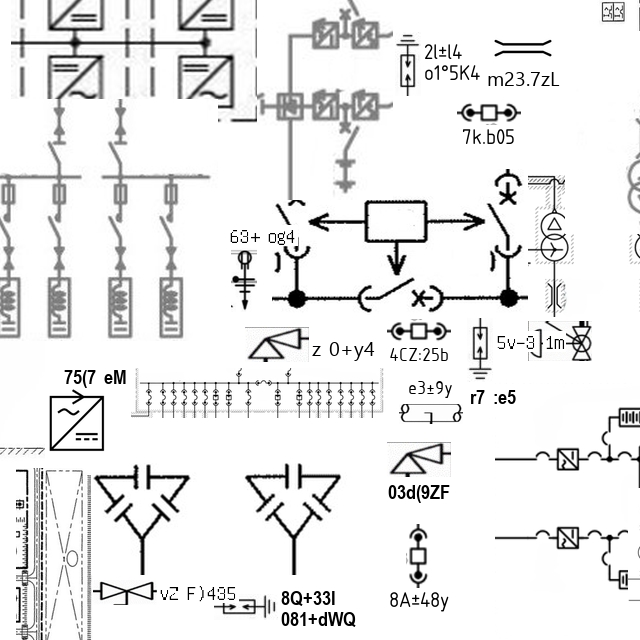 2l±l4
o1°5K4
m23.7zL
7k.b05
63+ og4
z 0+y4
4CZ:25b
5v-3 1m
75(7 eM
e3±9y
r7 :e5
03d(9ZF
vZ F)435
8Q+33l
081+dWQ
8A±48y